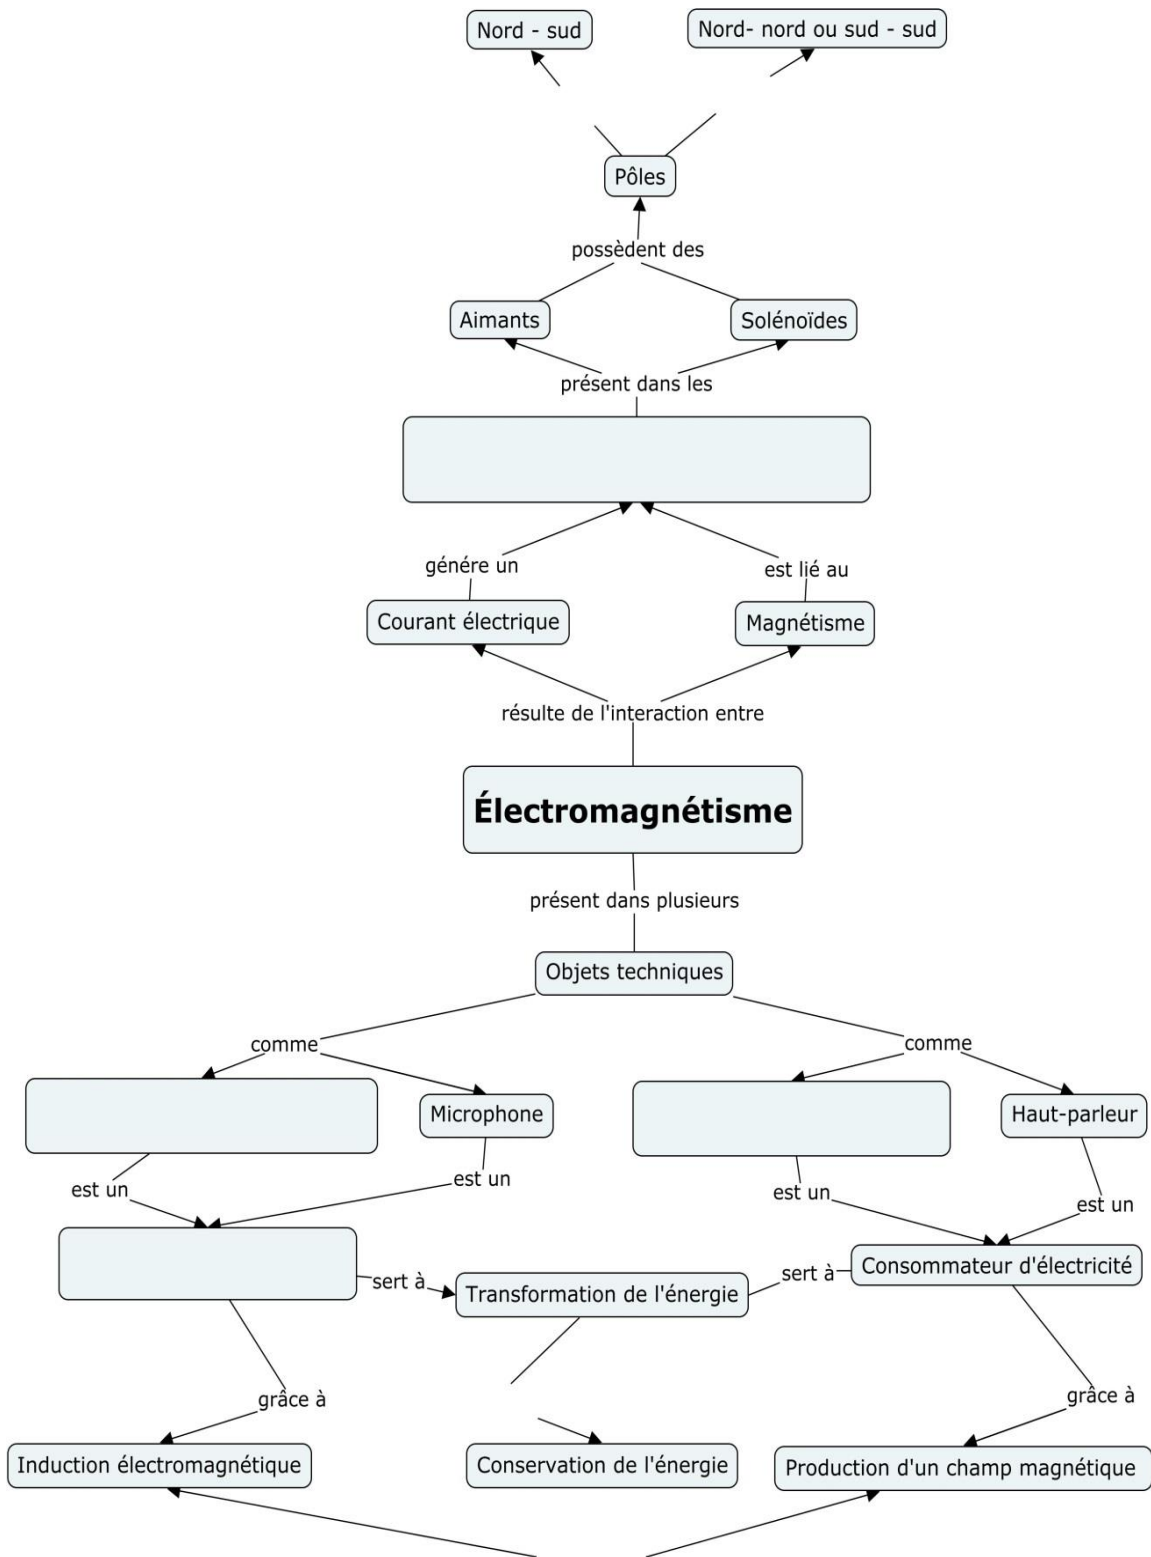 Nord - sud
Nord- nord ou sud - sud
Pôles
possèdent des
Aimants
Solénoïdes
présent dans les
génére un
est lié au
Courant électrique
Magnétisme
résulte de l'interaction entre
Électromagnétisme
présent dans plusieurs
Objets techniques
comme
comme
Microphone
Haut-parleur
est un
est un
est un
est un
sert à
Transformation de l'énergie
sert à
Consommateur d'électricité
grâce à
grâce à
Induction électromagnétique
Conservation de l'énergie
Production d'un champ magnétique